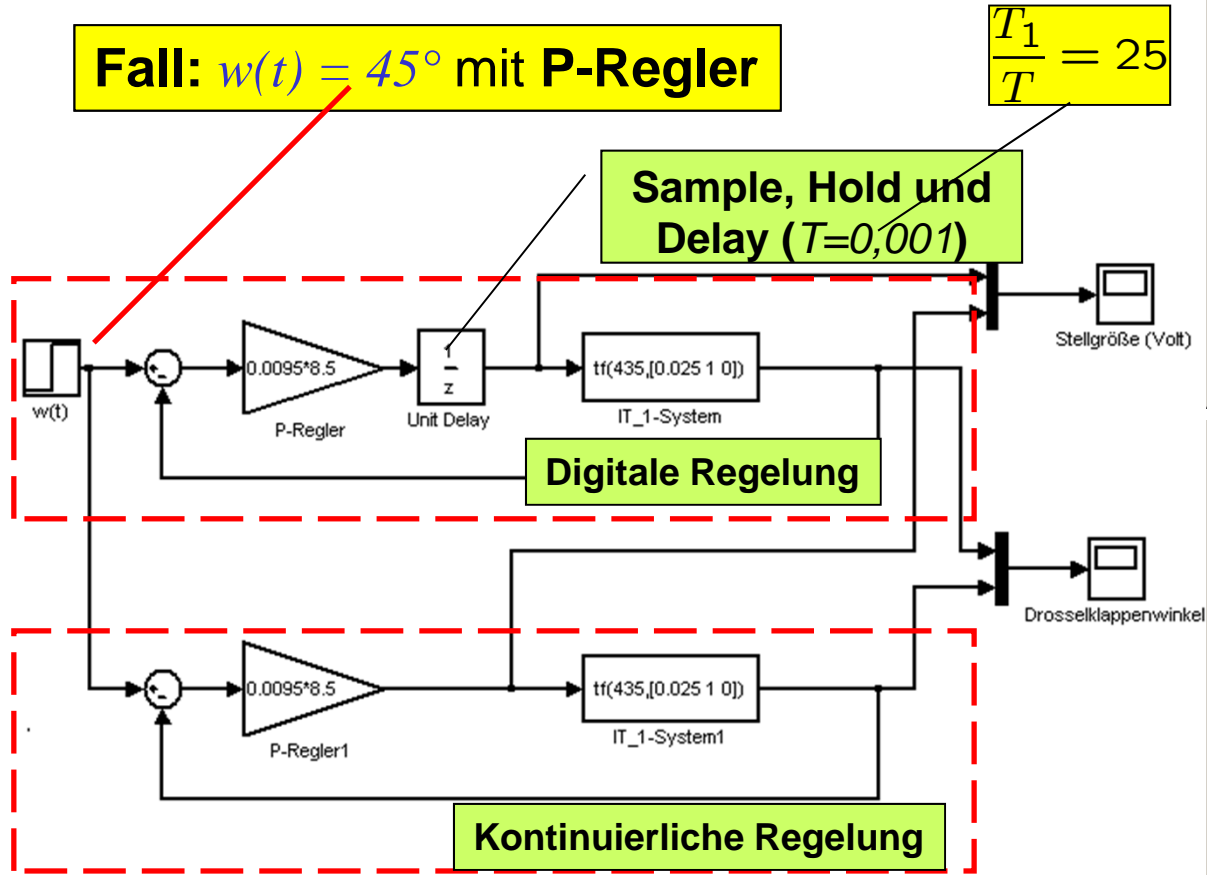 Fall: w(t) = 45° mit P-Regler
T₁/T = 25
Sample, Hold und
Delay (T=0,001)
Stellgröße (Volt)
w(t)
+-
0.0095*8.5
P-Regler
1
z
Unit Delay
tf(435,[0.025 1 0])
IT_1-System
Digitale Regelung
Drosselklappenwinkel
+-
0.0095*8.5
P-Regler1
tf(435,[0.025 1 0])
IT_1-System1
Kontinuierliche Regelung